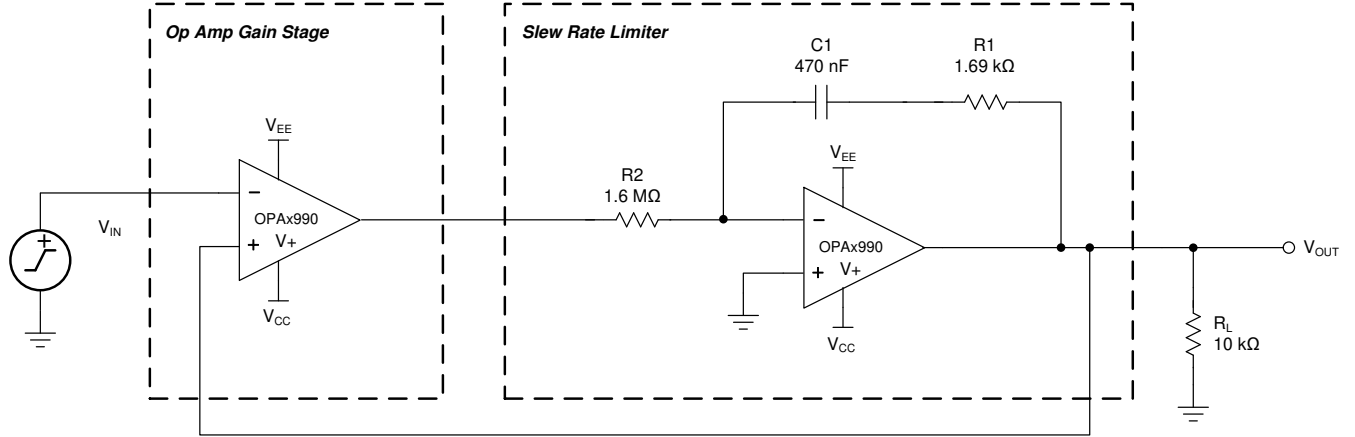 Op Amp Gain Stage
Slew Rate Limiter
C1
470 nF
R1
1.69 kΩ
VEE
VEE
R2
1.6 MΩ
–
OPAx990
+
V+
VIN
+
–
OPAx990
+
V+
VOUT
VCC
VCC
RL
10 kΩ